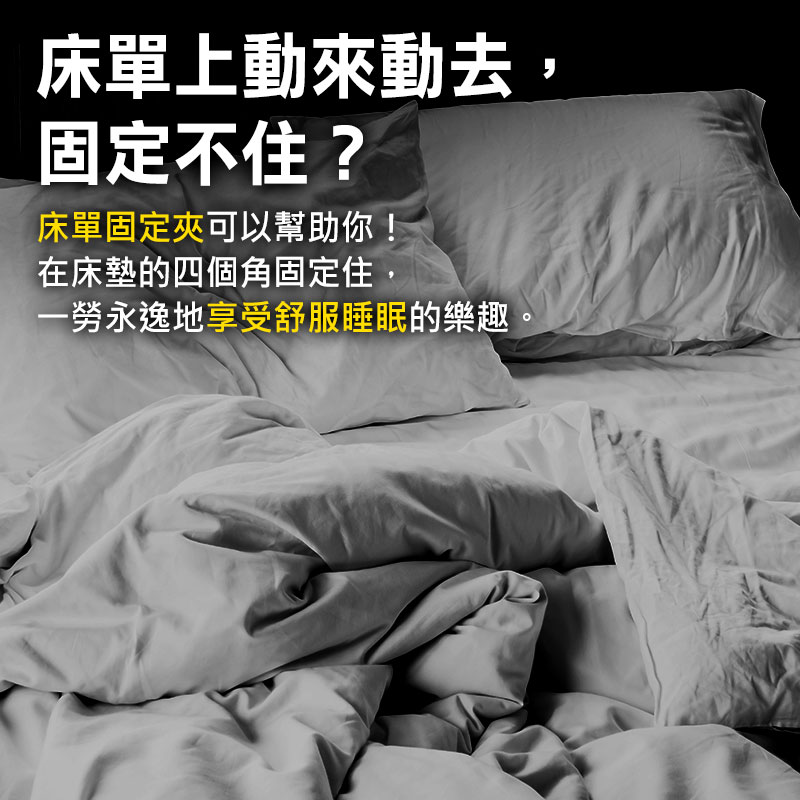 床單上動來動去，
固定不住？
床單固定夾可以幫助你！
在床墊的四個角固定住，
一勞永逸地享受舒服睡眠的樂趣。